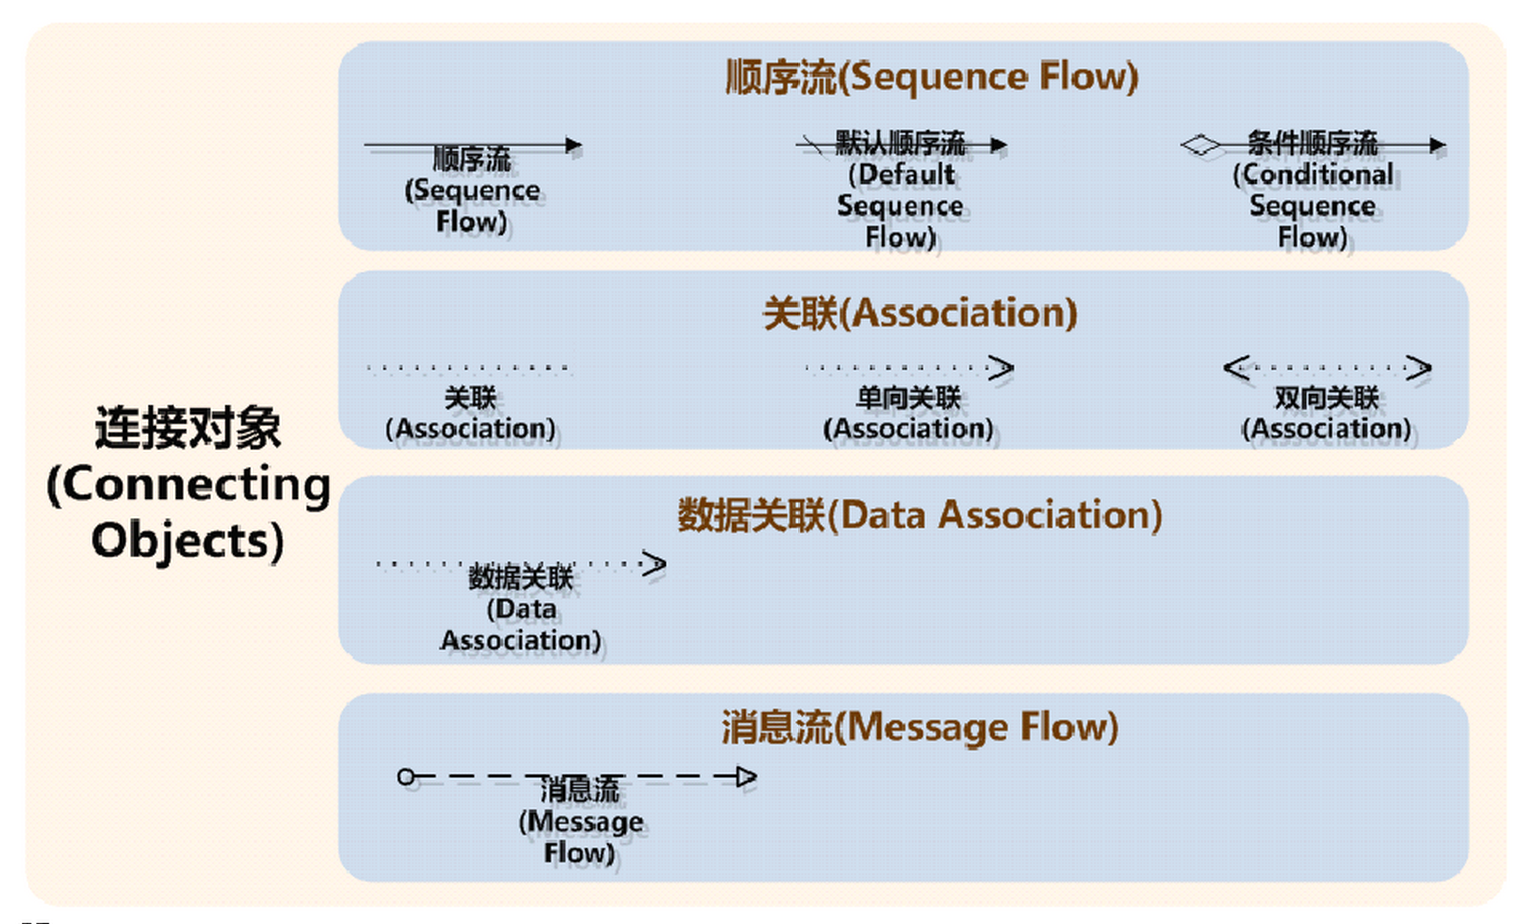 连接对象
(Connecting
Objects)
顺序流(Sequence Flow)
顺序流
(Sequence
Flow)
默认顺序流
(Default
Sequence
Flow)
条件顺序流
(Conditional
Sequence
Flow)
关联(Association)
关联
(Association)
单向关联
(Association)
双向关联
(Association)
数据关联(Data Association)
数据关联
(Data
Association)
消息流(Message Flow)
消息流
(Message
Flow)